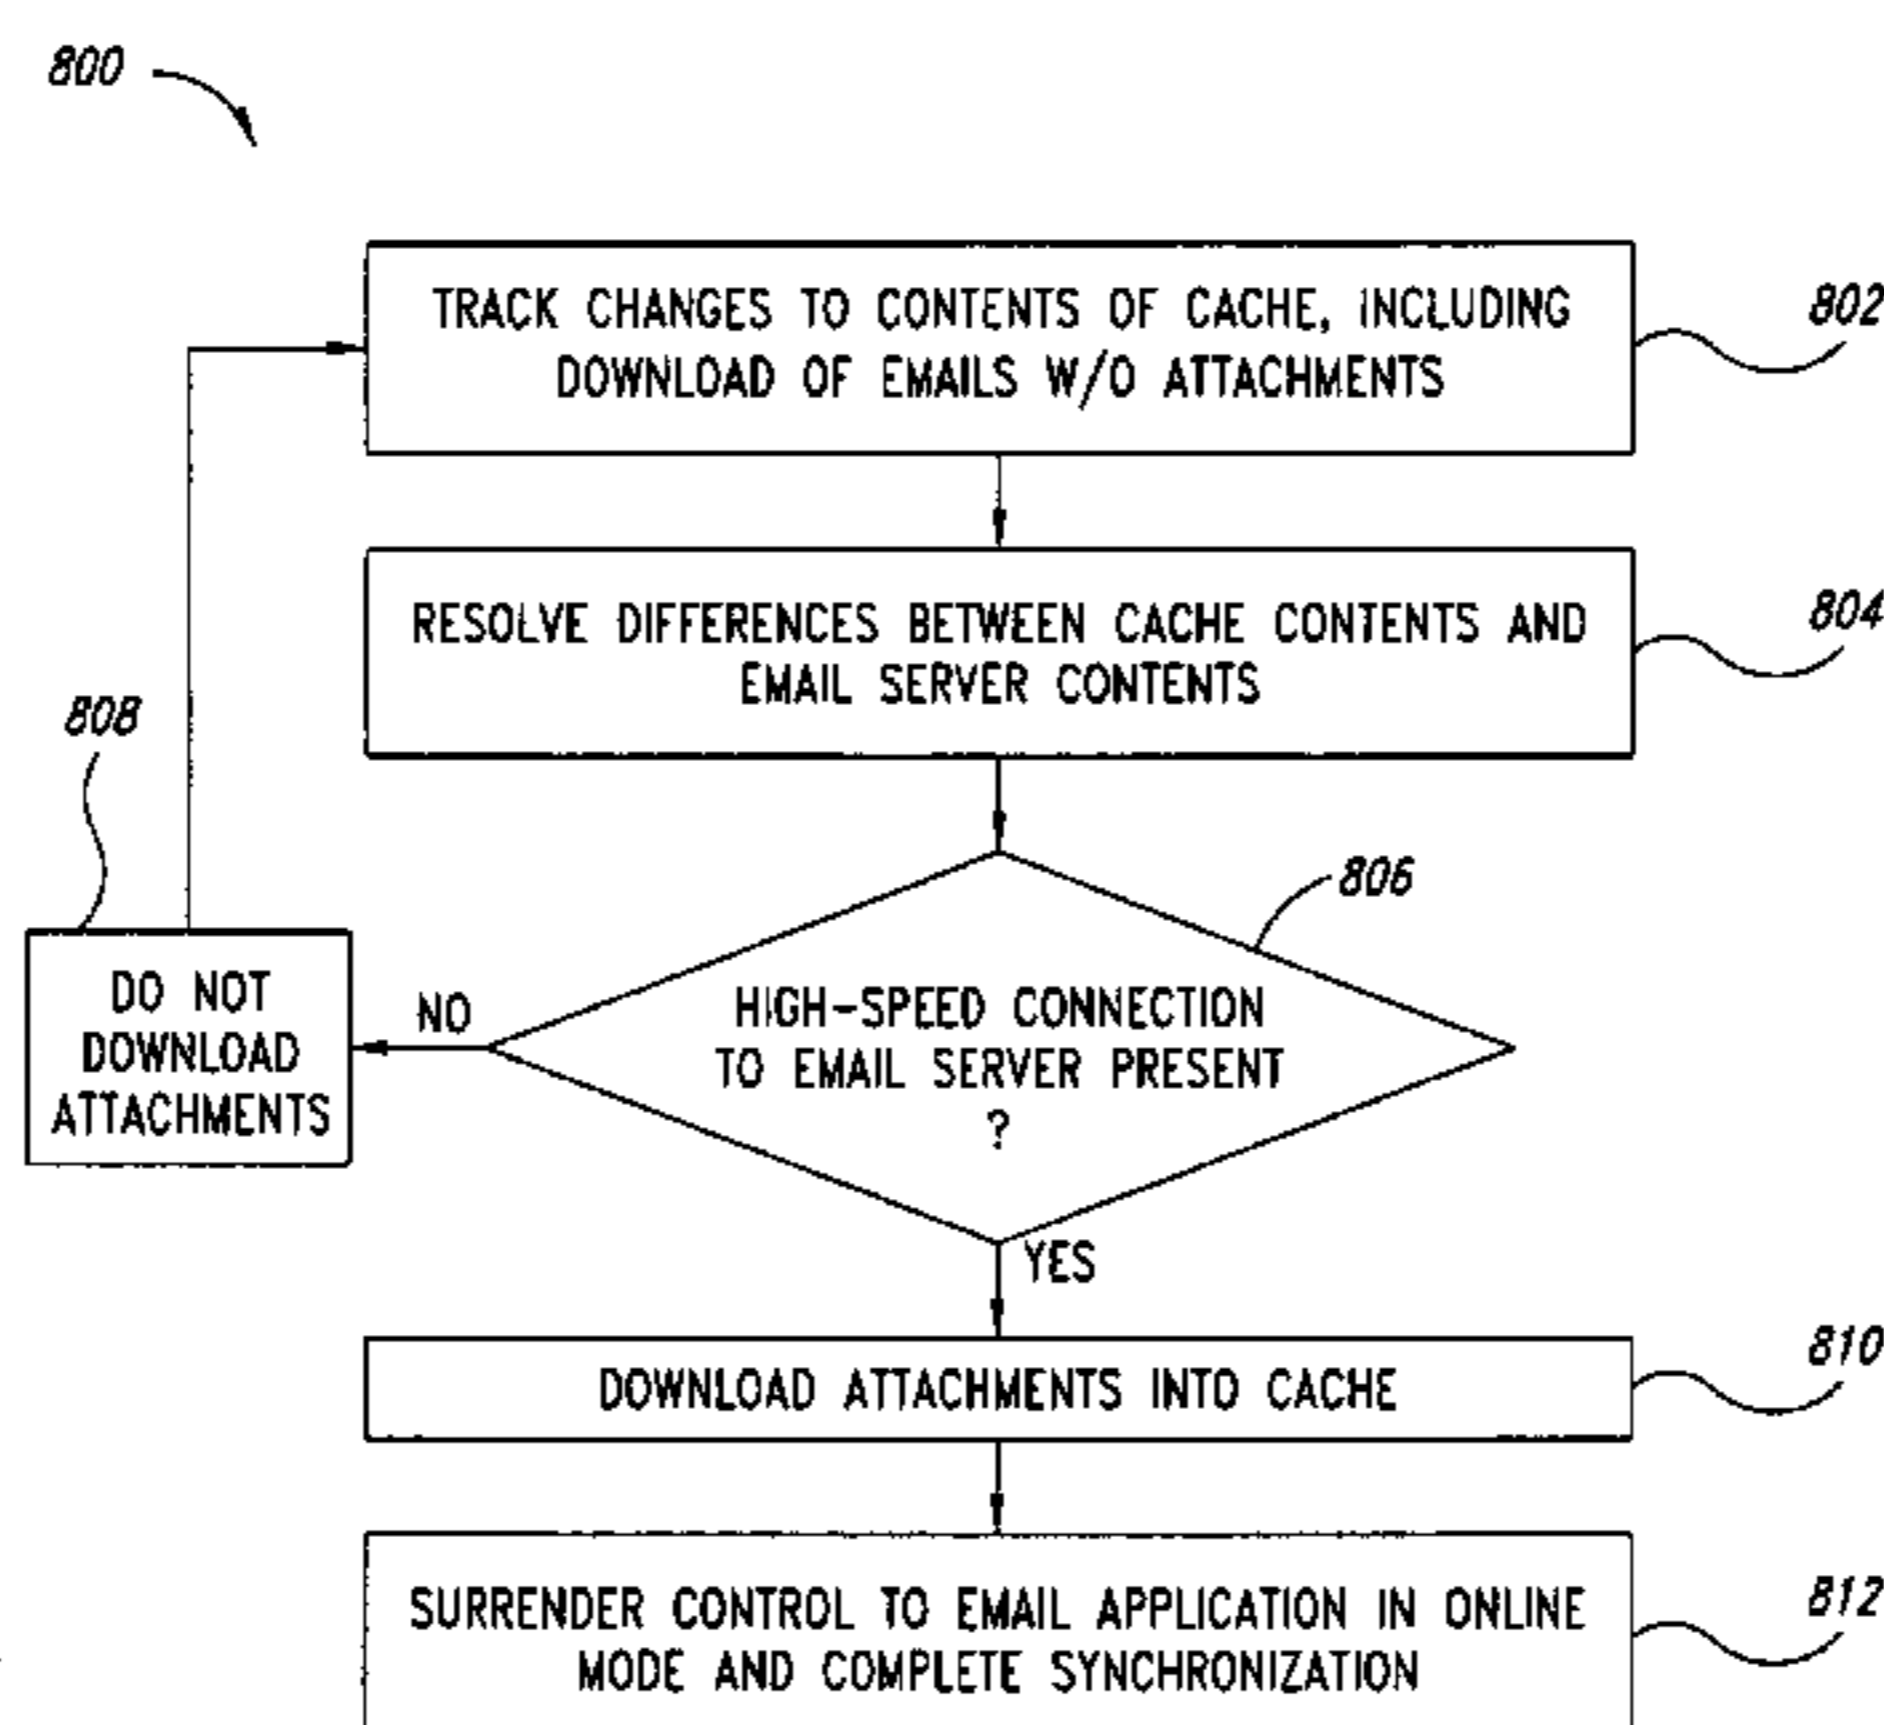 800
TRACK CHANGES TO CONTENTS OF CACHE, INCLUDING
DOWNLOAD OF EMAILS W/O ATTACHMENTS
802
RESOLVE DIFFERENCES BETWEEN CACHE CONTENTS AND
EMAIL SERVER CONTENTS
804
808
806
DO NOT
DOWNLOAD
ATTACHMENTS
NO
HIGH-SPEED CONNECTION
TO EMAIL SERVER PRESENT
?
YES
DOWNLOAD ATTACHMENTS INTO CACHE
810
SURRENDER CONTROL TO EMAIL APPLICATION IN ONLINE
MODE AND COMPLETE SYNCHRONIZATION
812